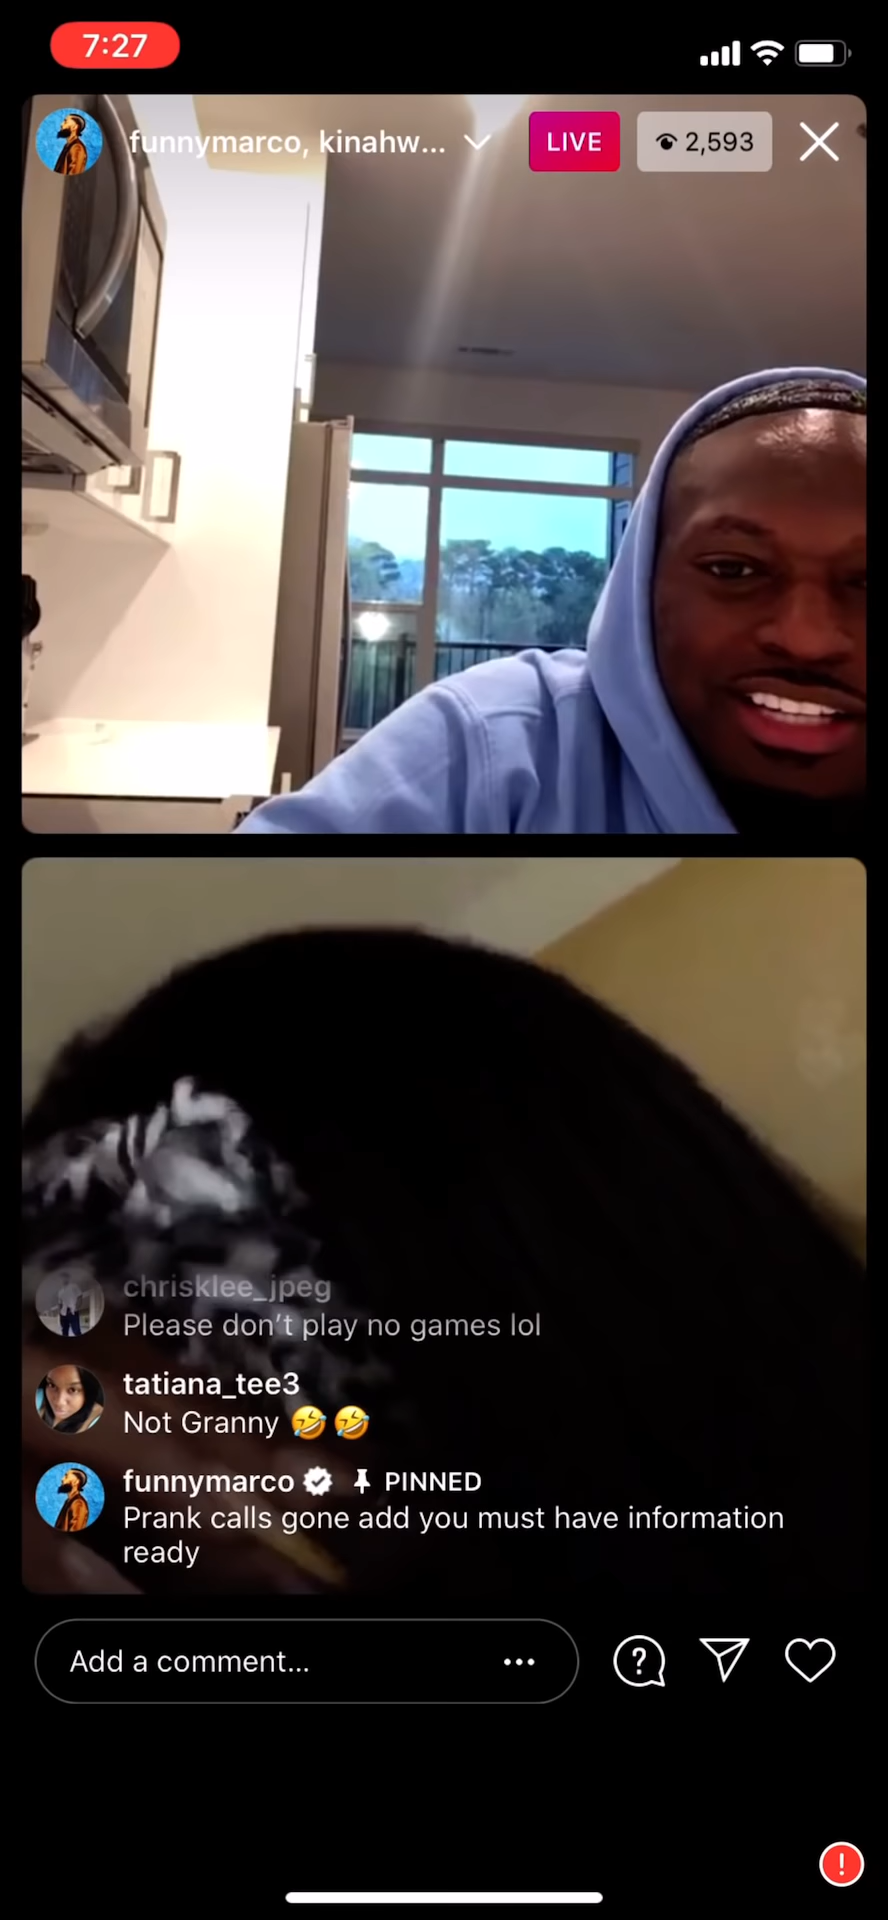 7:27
funnymarco, kinahw...
LIVE
2,593
chrisklee_jpeg
Please don't play no games lol
tatiana_tee3
Not Granny 🤣🤣
funnymarco PINNED
Prank calls gone add you must have information
ready
Add a comment...